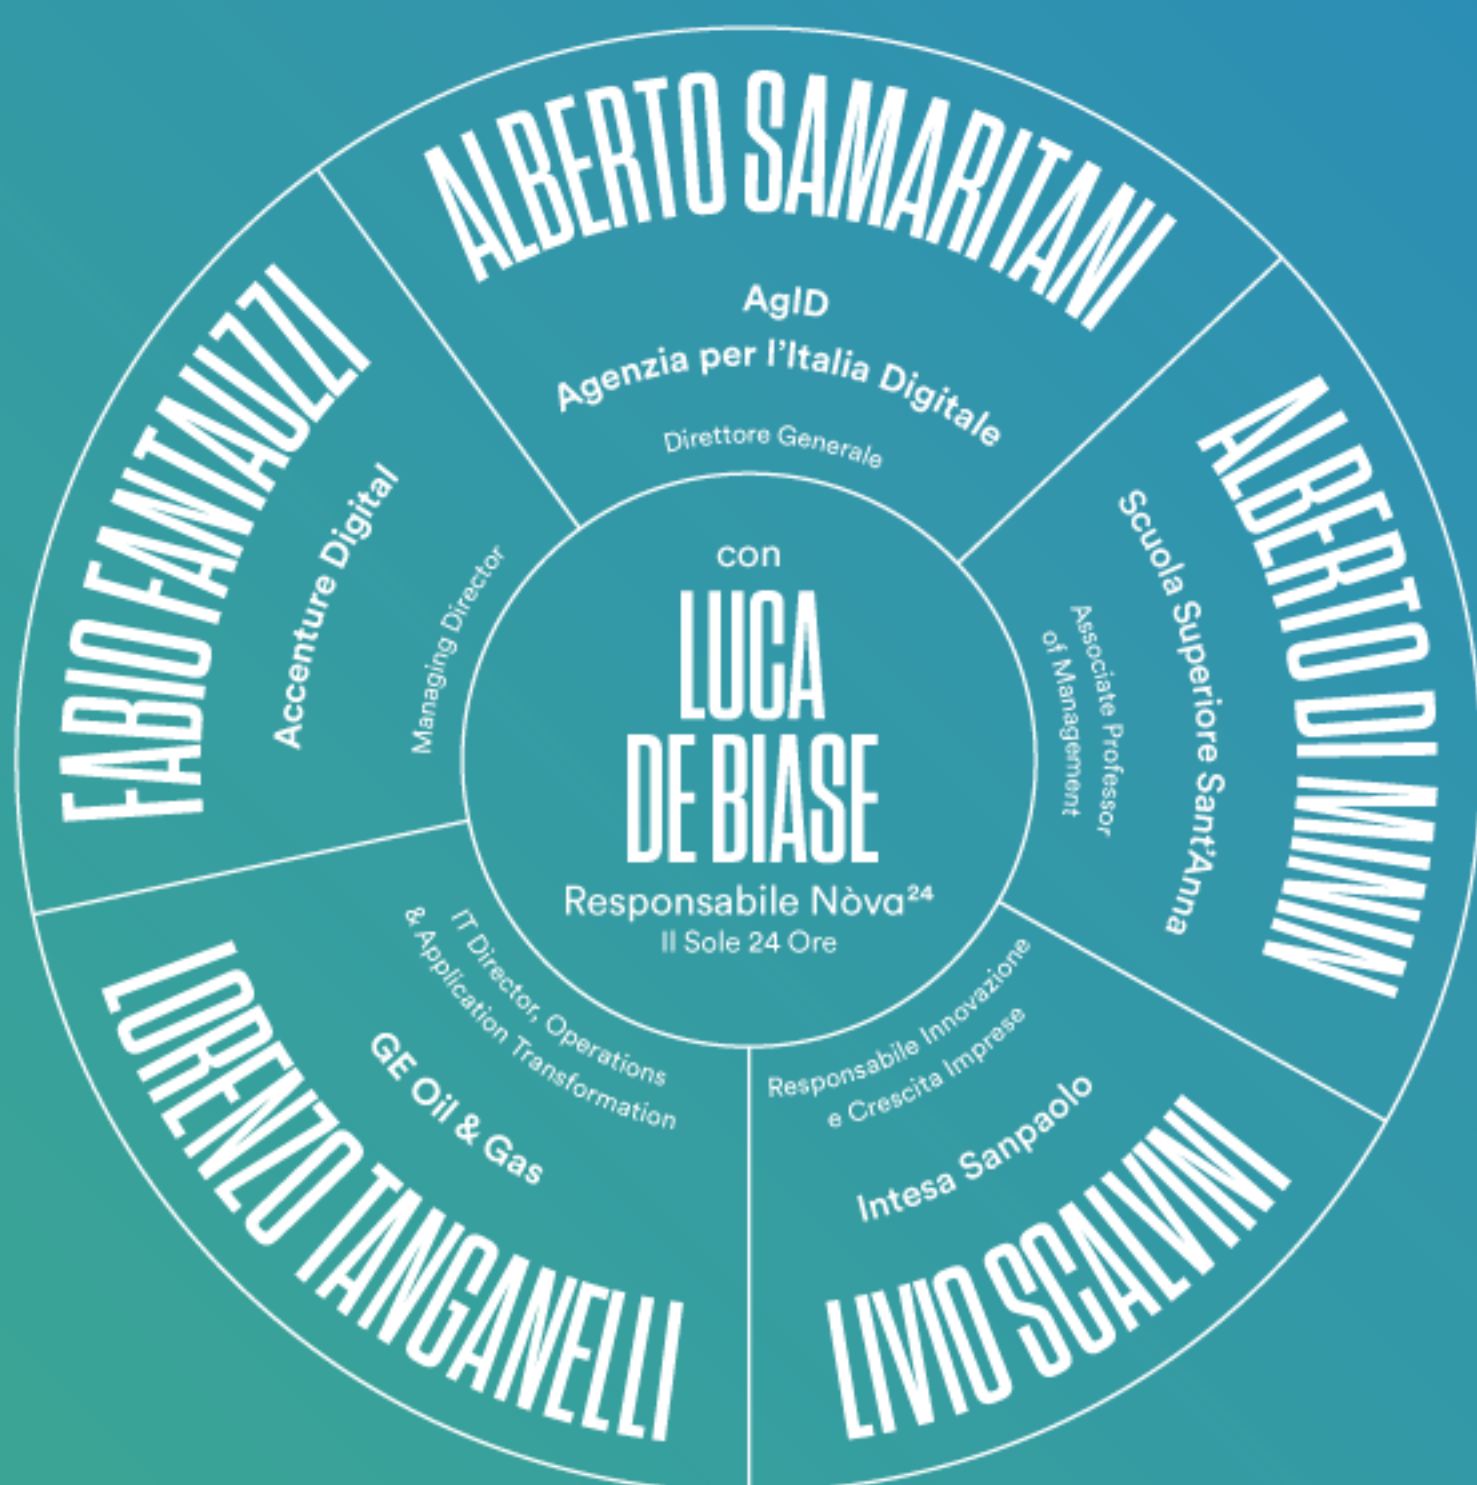 ALBERTO SAMARITANI
AgID
Agenzia per l'Italia Digitale
Direttore Generale
ALBERTO DI MININ
Scuola Superiore Sant'Anna
Associate Professor
of Management
LIVIO SCALVINI
Intesa Sanpaolo
Responsabile Innovazione
e Crescita Imprese
LORENZO TANGANELLI
GE Oil & Gas
IT Director, Operations
& Application Transformation
FABIO FANTAUZZI
Accenture Digital
Managing Director
con
LUCA
DE BIASE
Responsabile Nòva²⁴
Il Sole 24 Ore